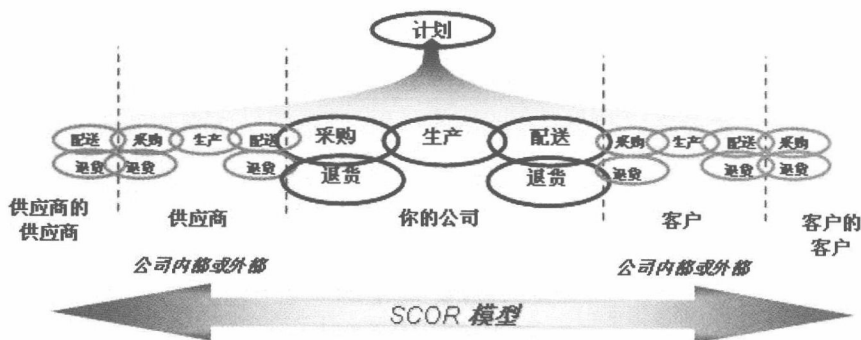 计划
配送 采购 生产 配送 采购 生产 配送 采购 生产 配送 采购
退货 退货 退货 退货 退货 退货 退货 退货
供应商的 供应商 供应商 你的公司 客户 客户的 客户
公司内部或外部 公司内部或外部
SCOR 模型